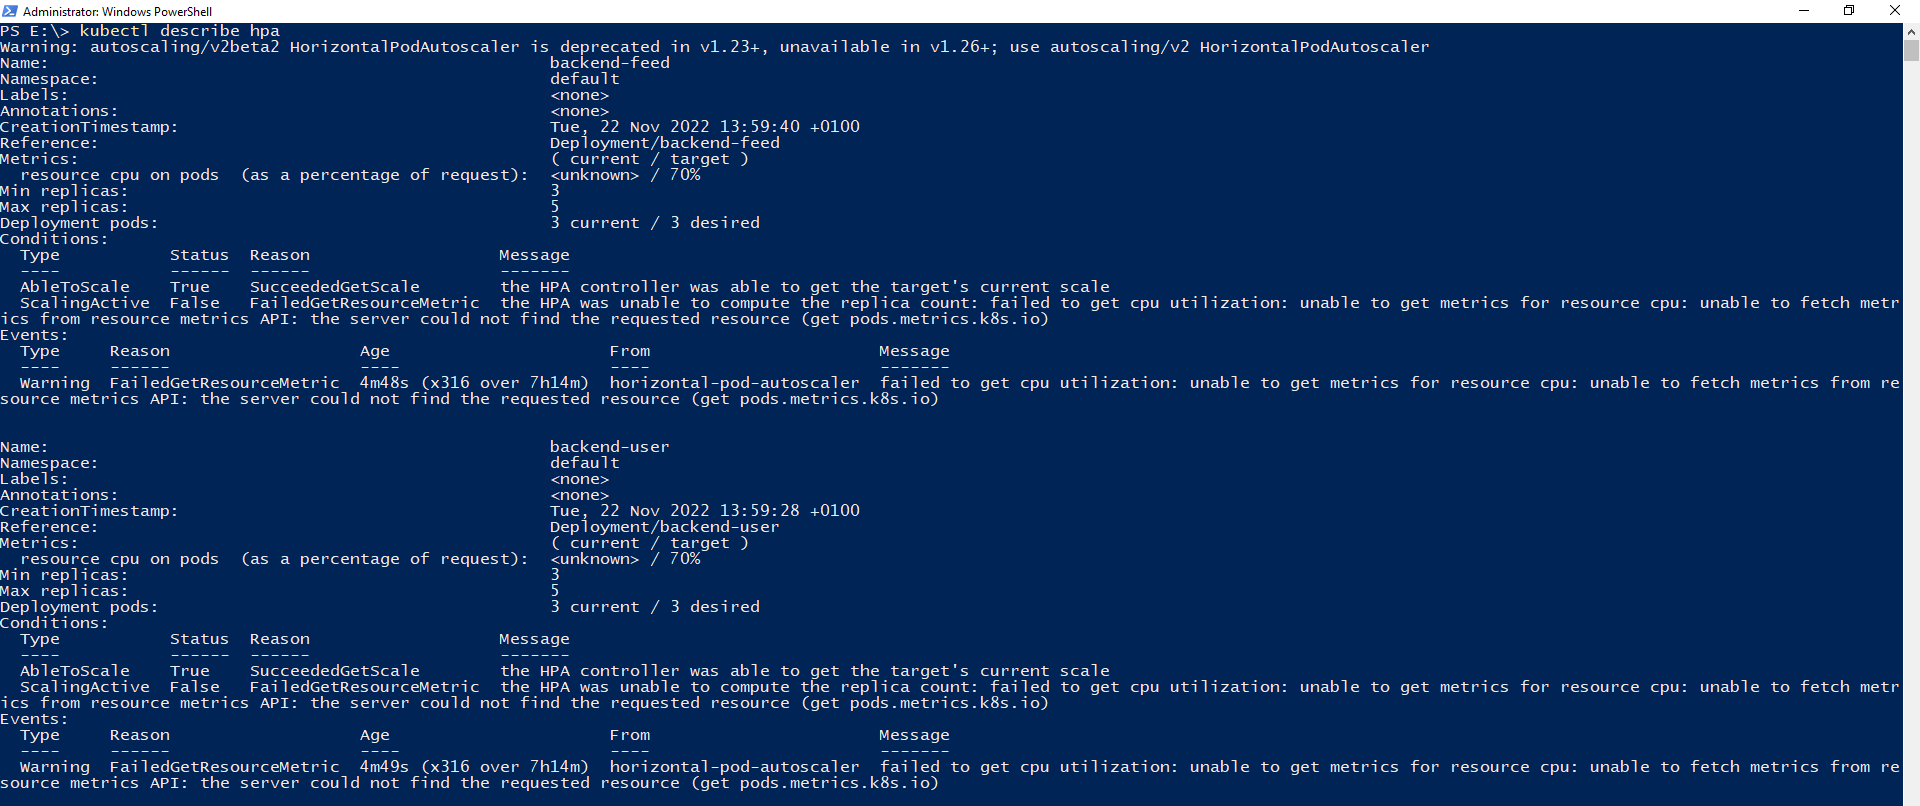 Administrator: Windows PowerShell
PS E:\> kubectl describe hpa
Warning: autoscaling/v2beta2 HorizontalPodAutoscaler is deprecated in v1.23+, unavailable in v1.26+; use autoscaling/v2 HorizontalPodAutoscaler
Name: backend-feed
Namespace: default
Labels: <none>
Annotations: <none>
CreationTimestamp: Tue, 22 Nov 2022 13:59:40 +0100
Reference: Deployment/backend-feed
Metrics: ( current / target )
resource cpu on pods (as a percentage of request): <unknown> / 70%
Min replicas: 3
Max replicas: 5
Deployment pods: 3 current / 3 desired
Conditions:
Type Status Reason Message
---- ------ ------ -------
AbleToScale True SucceededGetScale the HPA controller was able to get the target's current scale
ScalingActive False FailedGetResourceMetric the HPA was unable to compute the replica count: failed to get cpu utilization: unable to get metrics for resource cpu: unable to fetch metr
ics from resource metrics API: the server could not find the requested resource (get pods.metrics.k8s.io)
Events:
Type Reason Age From Message
---- ------ ---- ---- -------
Warning FailedGetResourceMetric 4m48s (x316 over 7h14m) horizontal-pod-autoscaler failed to get cpu utilization: unable to get metrics for resource cpu: unable to fetch metrics from re
source metrics API: the server could not find the requested resource (get pods.metrics.k8s.io)
Name: backend-user
Namespace: default
Labels: <none>
Annotations: <none>
CreationTimestamp: Tue, 22 Nov 2022 13:59:28 +0100
Reference: Deployment/backend-user
Metrics: ( current / target )
resource cpu on pods (as a percentage of request): <unknown> / 70%
Min replicas: 3
Max replicas: 5
Deployment pods: 3 current / 3 desired
Conditions:
Type Status Reason Message
---- ------ ------ -------
AbleToScale True SucceededGetScale the HPA controller was able to get the target's current scale
ScalingActive False FailedGetResourceMetric the HPA was unable to compute the replica count: failed to get cpu utilization: unable to get metrics for resource cpu: unable to fetch metr
ics from resource metrics API: the server could not find the requested resource (get pods.metrics.k8s.io)
Events:
Type Reason Age From Message
---- ------ ---- ---- -------
Warning FailedGetResourceMetric 4m49s (x316 over 7h14m) horizontal-pod-autoscaler failed to get cpu utilization: unable to get metrics for resource cpu: unable to fetch metrics from re
source metrics API: the server could not find the requested resource (get pods.metrics.k8s.io)